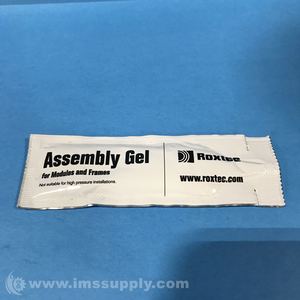 Assembly Gel
for Modules and Frames
Not suitable for high pressure installations.
Roxtec
www.roxtec.com
© www.imssupply.com